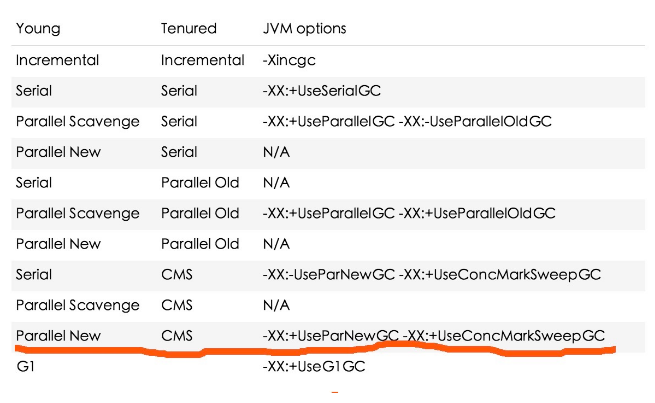 Young Tenured JVM options
Incremental Incremental -Xincgc
Serial Serial -XX:+UseSerialGC
Parallel Scavenge Serial -XX:+UseParallelGC -XX:-UseParallelOldGC
Parallel New Serial N/A
Serial Parallel Old N/A
Parallel Scavenge Parallel Old -XX:+UseParallelGC -XX:+UseParallelOldGC
Parallel New Parallel Old N/A
Serial CMS -XX:-UseParNewGC -XX:+UseConcMarkSweepGC
Parallel Scavenge CMS N/A
Parallel New CMS -XX:+UseParNewGC -XX:+UseConcMarkSweepGC
G1 -XX:+UseG1GC